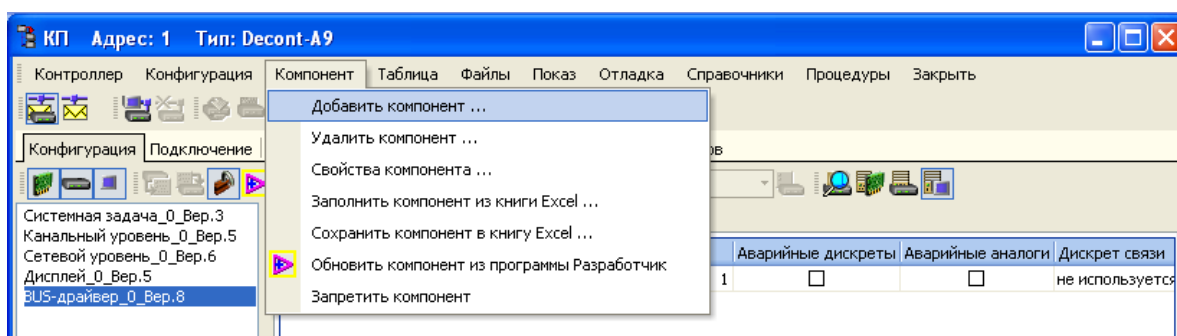 КП Адрес: 1 Тип: Decont-A9
Контроллер Конфигурация Компонент Таблица Файлы Показ Отладка Справочники Процедуры Закрыть
Добавить компонент ...
Удалить компонент ...
Свойства компонента ...
Заполнить компонент из книги Excel ...
Сохранить компонент в книгу Excel ...
Обновить компонент из программы Разработчик
Запретить компонент
Конфигурация Подключение
ов
Системная задача_0_Вер.3
Канальный уровень_0_Вер.5
Сетевой уровень_0_Вер.6
Дисплей_0_Вер.5
BUS-драйвер_0_Вер.8
Аварийные дискреты Аварийные аналоги Дискрет связи
1 не используется